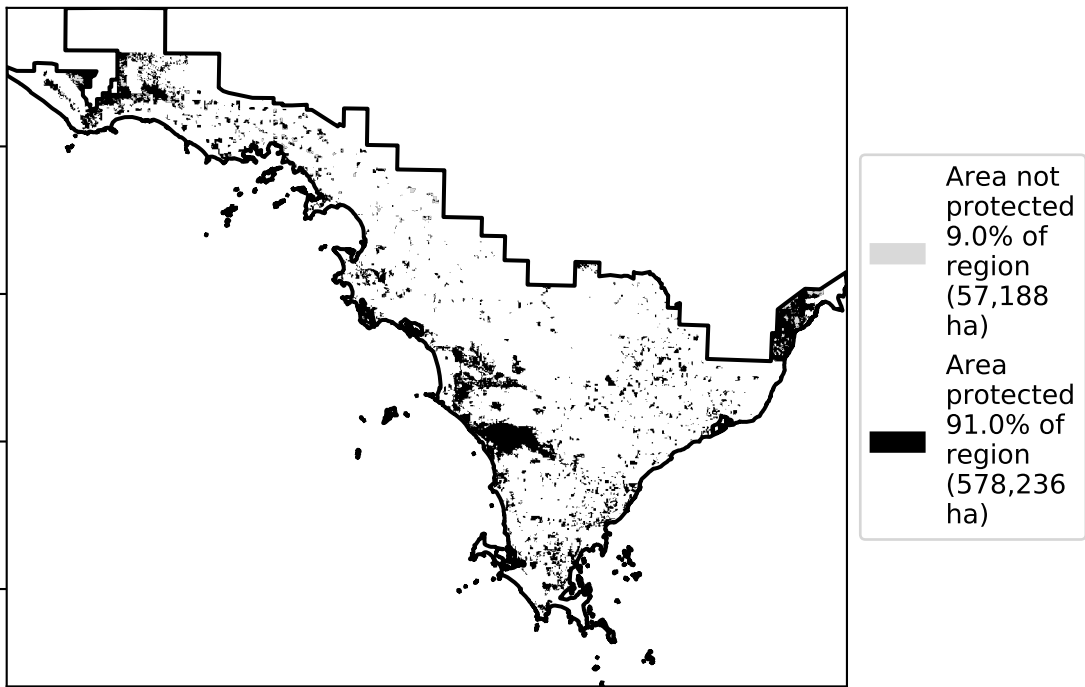 Area not
protected
9.0% of
region
(57,188
ha)
Area
protected
91.0% of
region
(578,236
ha)